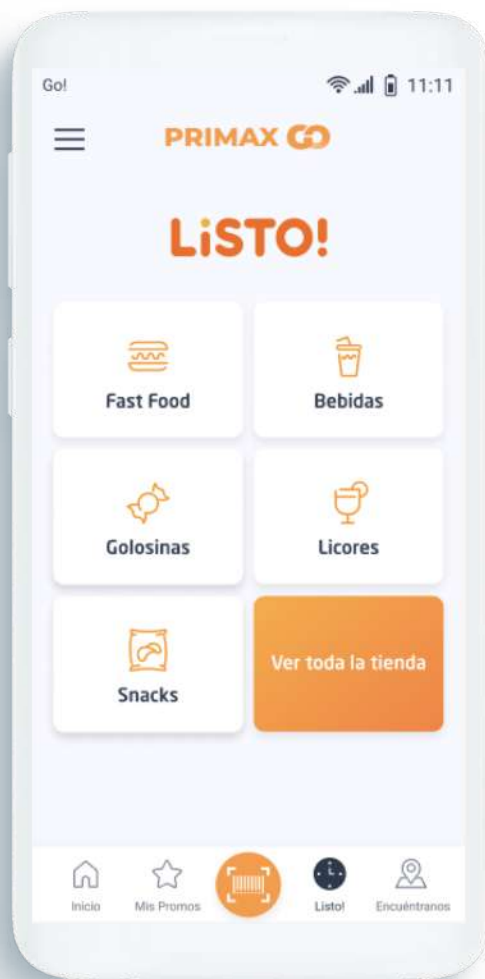 Go!
11:11
PRIMAX GO
LiSTO!
Fast Food
Bebidas
Golosinas
Licores
Snacks
Ver toda la tienda
Inicio
Mis Promos
Listo!
Encuéntranos